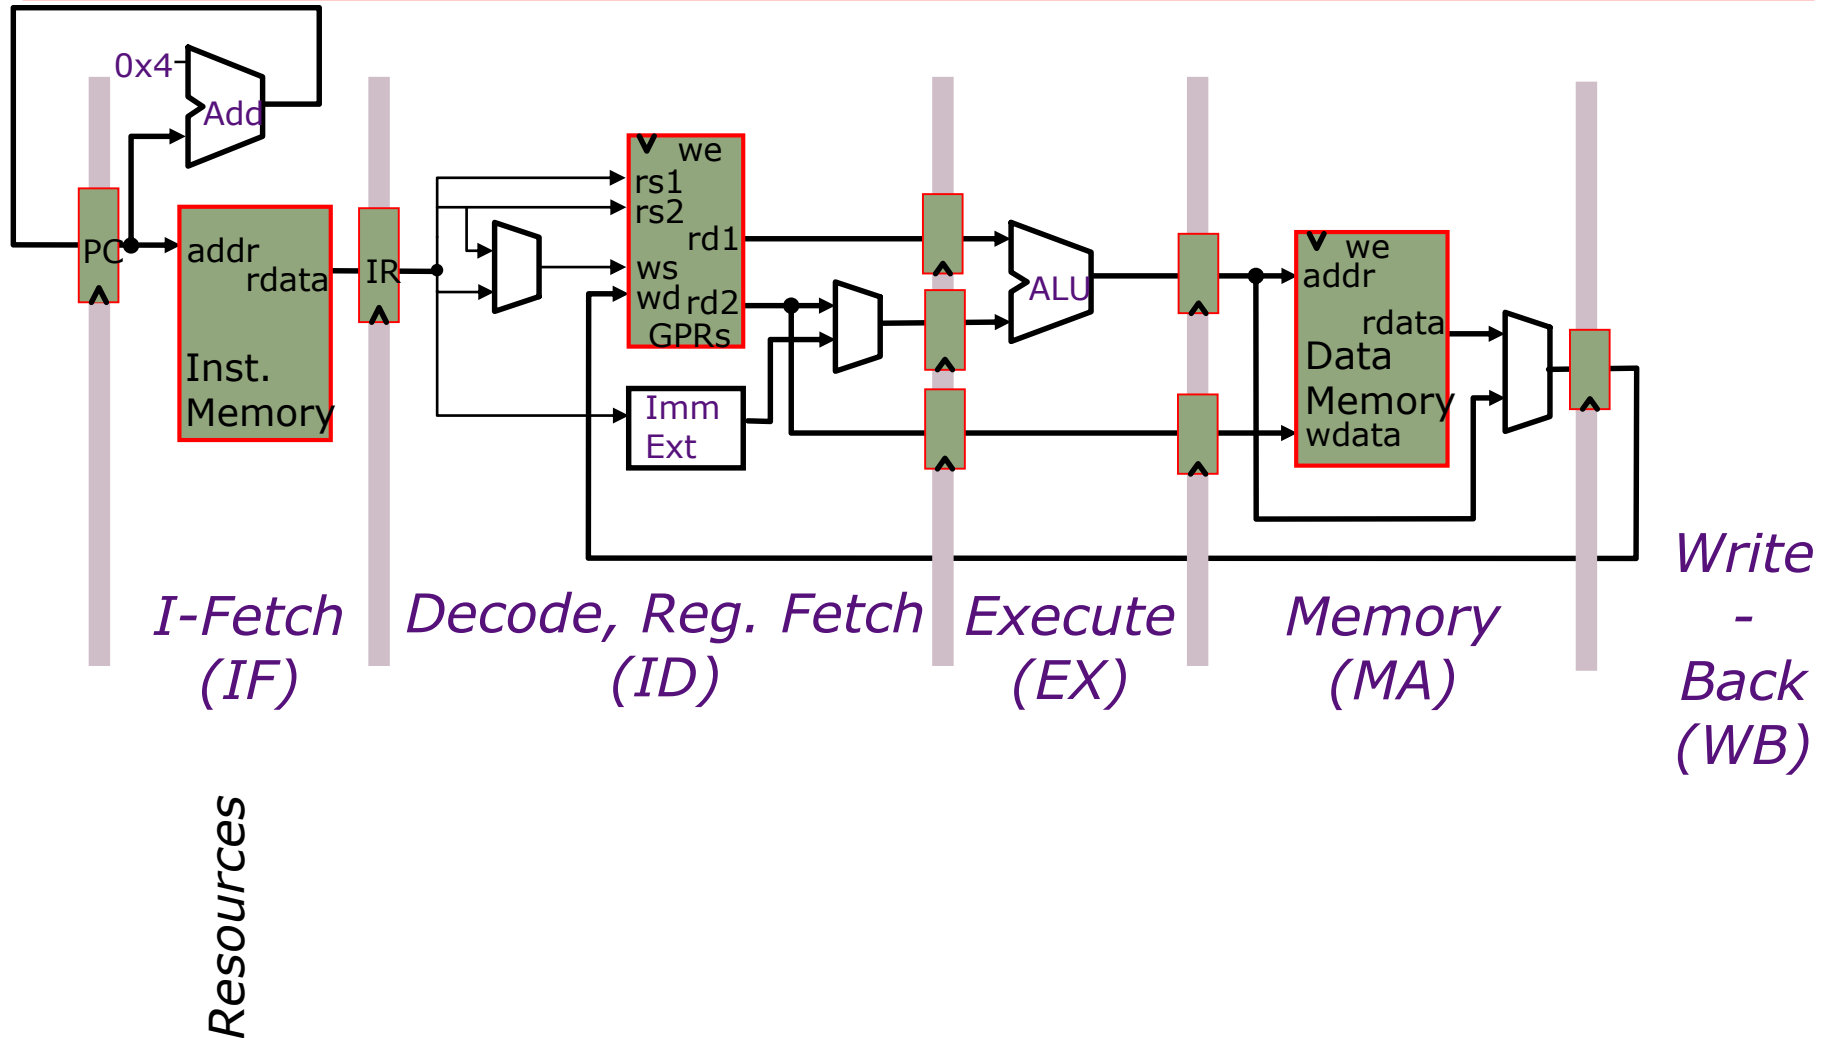 0x4
Add
PC
addr
rdata
Inst.
Memory
IR
we
rs1
rs2
rd1
ws
wd
rd2
GPRs
Imm
Ext
ALU
we
addr
rdata
Data
Memory
wdata
I-Fetch
(IF)
Decode, Reg. Fetch
(ID)
Execute
(EX)
Memory
(MA)
Write
-
Back
(WB)
Resources